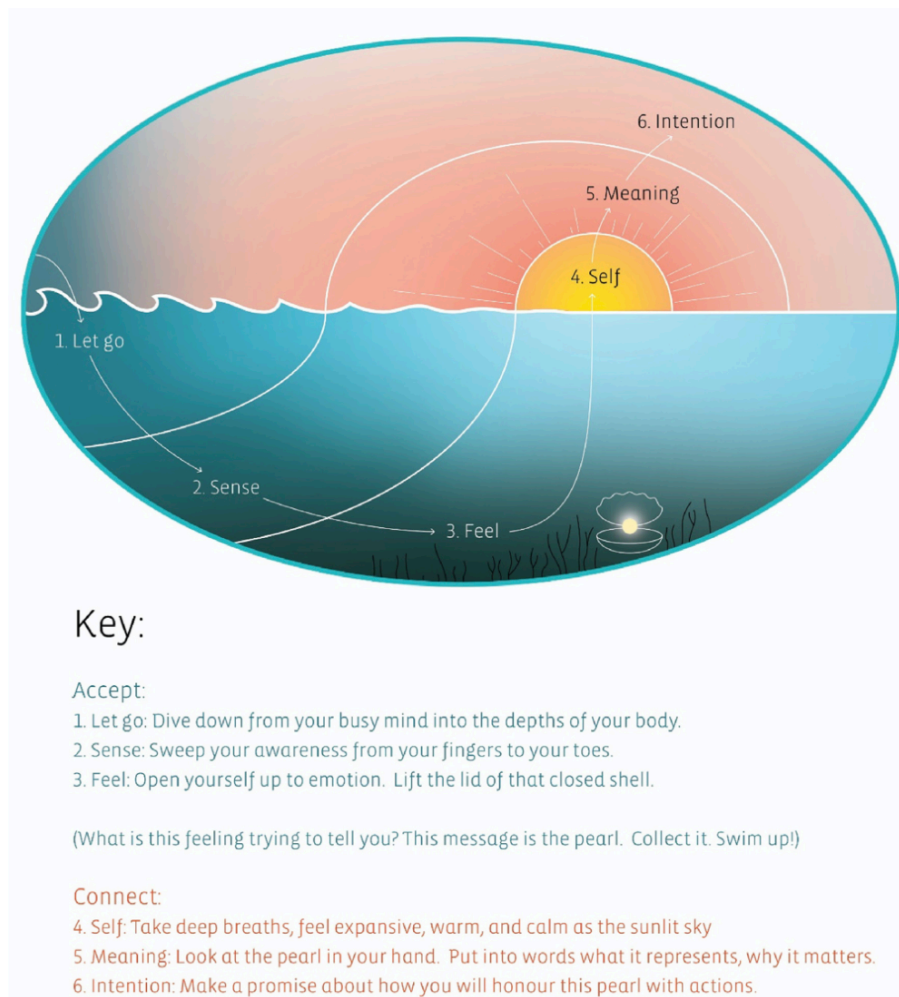 6. Intention
5. Meaning
4. Self
1. Let go
2. Sense
3. Feel
Key:
Accept:
1. Let go: Dive down from your busy mind into the depths of your body.
2. Sense: Sweep your awareness from your fingers to your toes.
3. Feel: Open yourself up to emotion.  Lift the lid of that closed shell.
(What is this feeling trying to tell you? This message is the pearl.  Collect it. Swim up!)
Connect:
4. Self: Take deep breaths, feel expansive, warm, and calm as the sunlit sky
5. Meaning: Look at the pearl in your hand.  Put into words what it represents, why it matters.
6. Intention: Make a promise about how you will honour this pearl with actions.